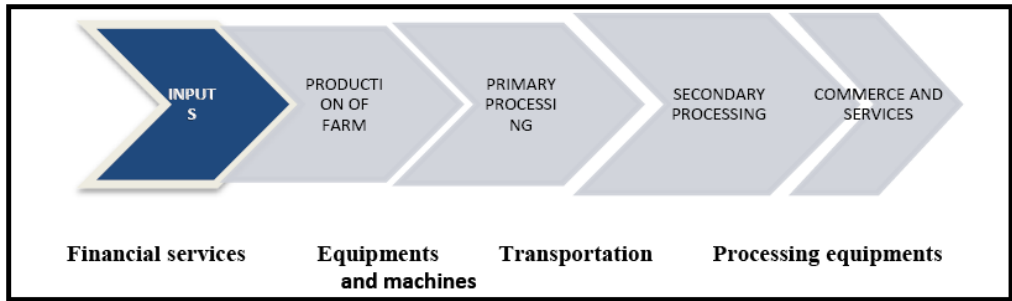 INPUT
S
PRODUCTI
ON OF
FARM
PRIMARY
PROCESSI
NG
SECONDARY
PROCESSING
COMMERCE AND
SERVICES
Financial services
Equipments
and machines
Transportation
Processing equipments